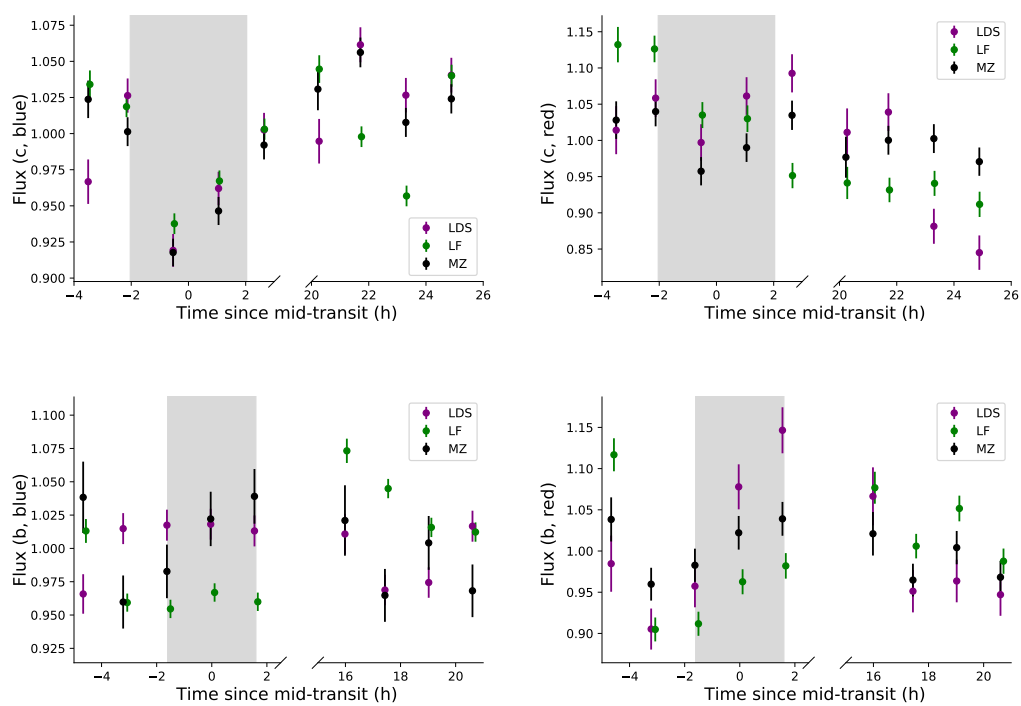 1.075
1.050
1.025
1.000
0.975
0.950
0.925
0.900
Flux (c, blue)
LDS
LF
MZ
−4 −2 0 2 20 22 24 26
Time since mid-transit (h)
1.15
1.10
1.05
1.00
0.95
0.90
0.85
Flux (c, red)
LDS
LF
MZ
−4 −2 0 2 20 22 24 26
Time since mid-transit (h)
1.100
1.075
1.050
1.025
1.000
0.975
0.950
0.925
Flux (b, blue)
LDS
LF
MZ
−4 −2 0 2 16 18 20
Time since mid-transit (h)
1.15
1.10
1.05
1.00
0.95
0.90
Flux (b, red)
LDS
LF
MZ
−4 −2 0 2 16 18 20
Time since mid-transit (h)